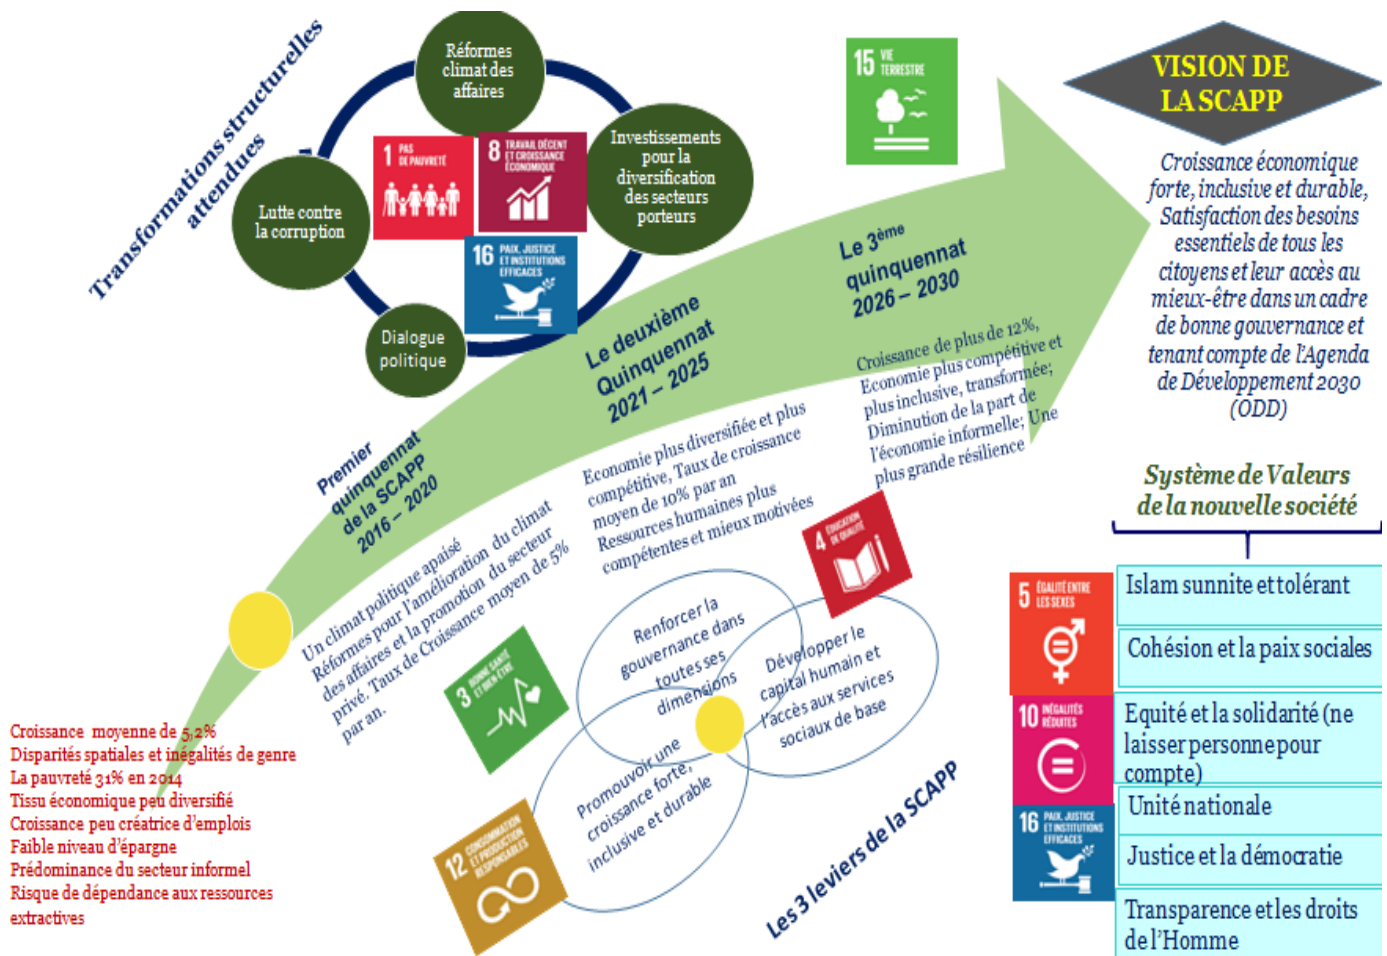 Transformations structurelles
attendues
Réformes
climat des
affaires
Investissements
pour la
diversification
des secteurs
porteurs
Lutte contre
la corruption
Dialogue
politique
1 PAS
DE PAUVRETÉ
8 TRAVAIL DÉCENT
ET CROISSANCE
ÉCONOMIQUE
16 PAIX, JUSTICE
ET INSTITUTIONS
EFFICACES
15 VIE
TERRESTRE
VISION DE
LA SCAPP
Croissance économique
forte, inclusive et durable,
Satisfaction des besoins
essentiels de tous les
citoyens et leur accès au
mieux-être dans un cadre
de bonne gouvernance et
tenant compte de l'Agenda
de Développement 2030
(ODD)
Premier
quinquennat
de la SCAPP
2016 – 2020
Le deuxième
Quinquennat
2021 – 2025
Le 3ème
quinquennat
2026 – 2030
Un climat politique apaisé
Réformes pour l'amélioration du climat
des affaires et la promotion du secteur
privé. Taux de Croissance moyen de 5%
par an.
Economie plus diversifiée et plus
compétitive, Taux de croissance
moyen de 10% par an
Ressources humaines plus
compétentes et mieux motivées
Croissance de plus de 12%,
Economie plus compétitive et
plus inclusive, transformée;
Diminution de la part de
l'économie informelle; Une
plus grande résilience
Croissance moyenne de 5,2%
Disparités spatiales et inégalités de genre
La pauvreté 31% en 2014
Tissu économique peu diversifié
Croissance peu créatrice d'emplois
Faible niveau d'épargne
Prédominance du secteur informel
Risque de dépendance aux ressources
extractives
3 BONNE SANTÉ
ET BIEN-ÊTRE
4 ÉDUCATION
DE QUALITÉ
12 CONSOMMATION
ET PRODUCTION
RESPONSABLES
Renforcer la
gouvernance dans
toutes ses
dimensions
Développer le
capital humain et
l'accès aux services
sociaux de base
Promouvoir une
croissance forte,
inclusive et durable
Les 3 leviers de la SCAPP
Système de Valeurs
de la nouvelle société
5 ÉGALITÉ ENTRE
LES SEXES
10 INÉGALITÉS
RÉDUITES
16 PAIX, JUSTICE
ET INSTITUTIONS
EFFICACES
Islam sunnite et tolérant
Cohésion et la paix sociales
Equité et la solidarité (ne
laisser personne pour
compte)
Unité nationale
Justice et la démocratie
Transparence et les droits
de l'Homme